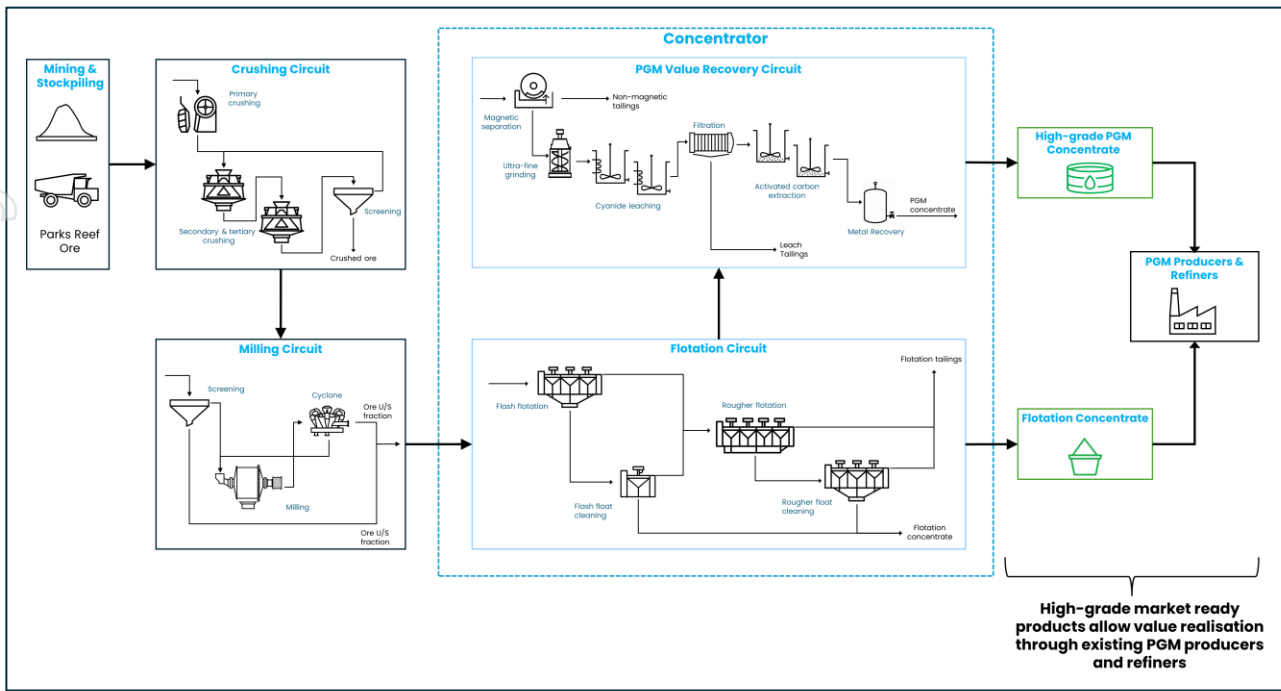 Mining &
Stockpiling
Parks Reef
Ore
Crushing Circuit
Primary
crushing
Secondary & tertiary
crushing
Screening
Crushed ore
Milling Circuit
Screening
Cyclone
Ore U/S
fraction
Milling
Ore U/S
fraction
Concentrator
PGM Value Recovery Circuit
Magnetic
separation
Non-magnetic
tailings
Ultra-fine
grinding
Cyanide leaching
Filtration
Activated carbon
extraction
PGM
concentrate
Metal Recovery
Leach
Tailings
Flotation Circuit
Flash flotation
Flotation tailings
Rougher flotation
Flash float
cleaning
Rougher float
cleaning
Flotation
concentrate
High-grade PGM
Concentrate
PGM Producers &
Refiners
Flotation Concentrate
High-grade market ready
products allow value realisation
through existing PGM producers
and refiners